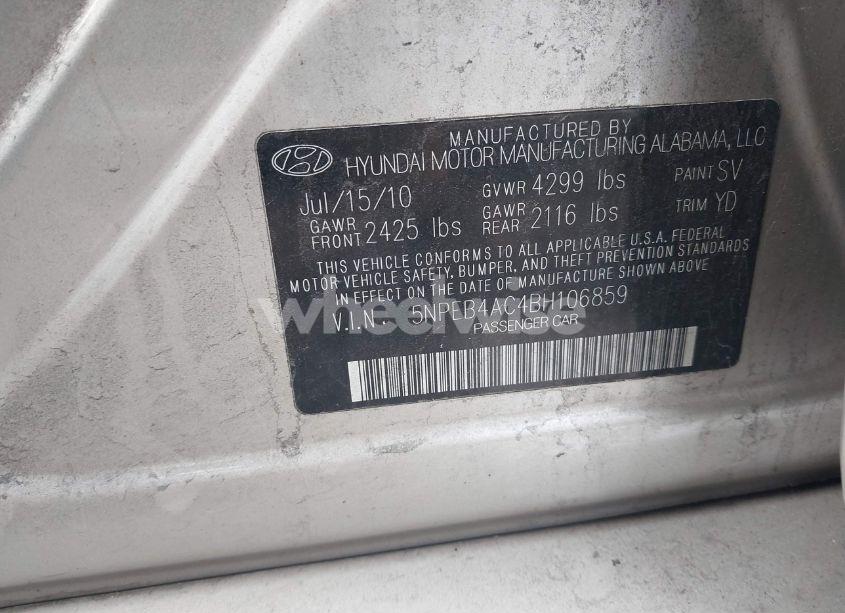 MANUFACTURED BY
HYUNDAI MOTOR MANUFACTURING ALABAMA, LLC
Jul/15/10 GVWR 4299 lbs PAINT SV
GAWR FRONT 2425 lbs GAWR REAR 2116 lbs TRIM YD
THIS VEHICLE CONFORMS TO ALL APPLICABLE U.S.A. FEDERAL
MOTOR VEHICLE SAFETY, BUMPER, AND THEFT PREVENTION STANDARDS
IN EFFECT ON THE DATE OF MANUFACTURE SHOWN ABOVE
V.I.N. : 5NPEB4AC4BH106859
PASSENGER CAR
wheelwise